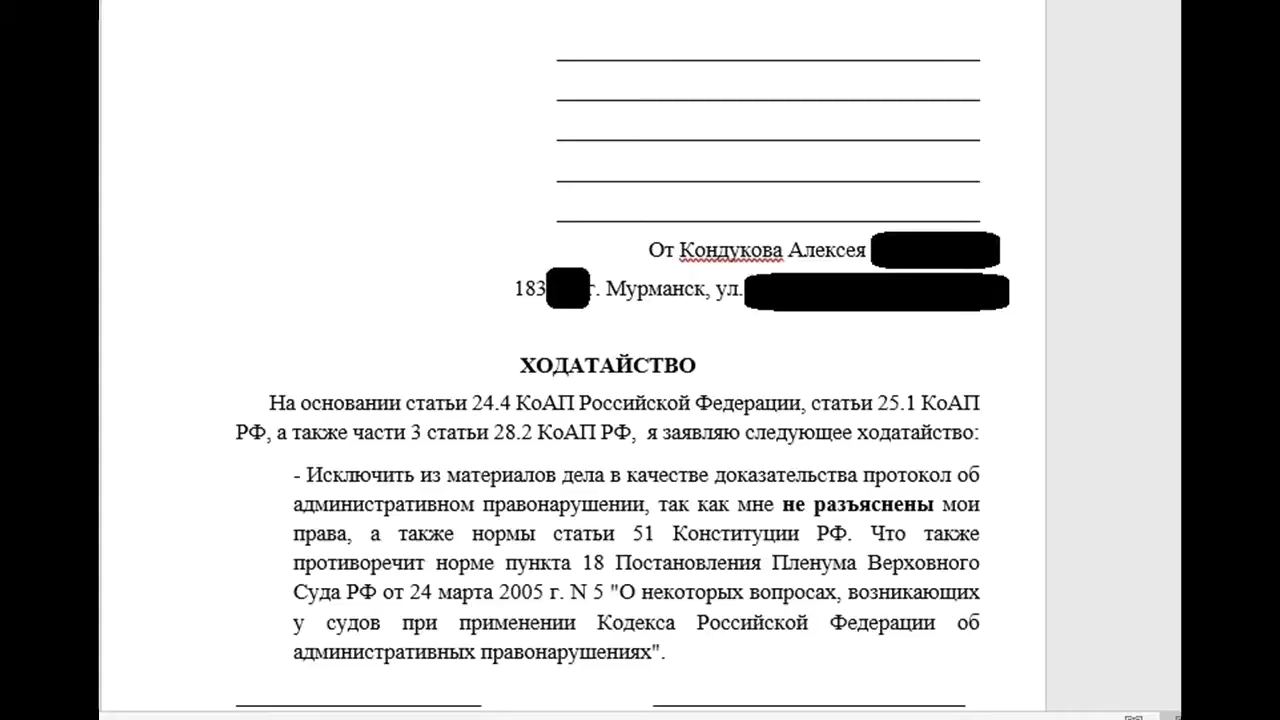 От Кондукова Алексея
183 г. Мурманск, ул.
ХОДАТАЙСТВО
На основании статьи 24.4 КоАП Российской Федерации, статьи 25.1 КоАП
РФ, а также части 3 статьи 28.2 КоАП РФ, я заявляю следующее ходатайство:
- Исключить из материалов дела в качестве доказательства протокол об
административном правонарушении, так как мне не разъяснены мои
права, а также нормы статьи 51 Конституции РФ. Что также
противоречит норме пункта 18 Постановления Пленума Верховного
Суда РФ от 24 марта 2005 г. N 5 "О некоторых вопросах, возникающих
у судов при применении Кодекса Российской Федерации об
административных правонарушениях".